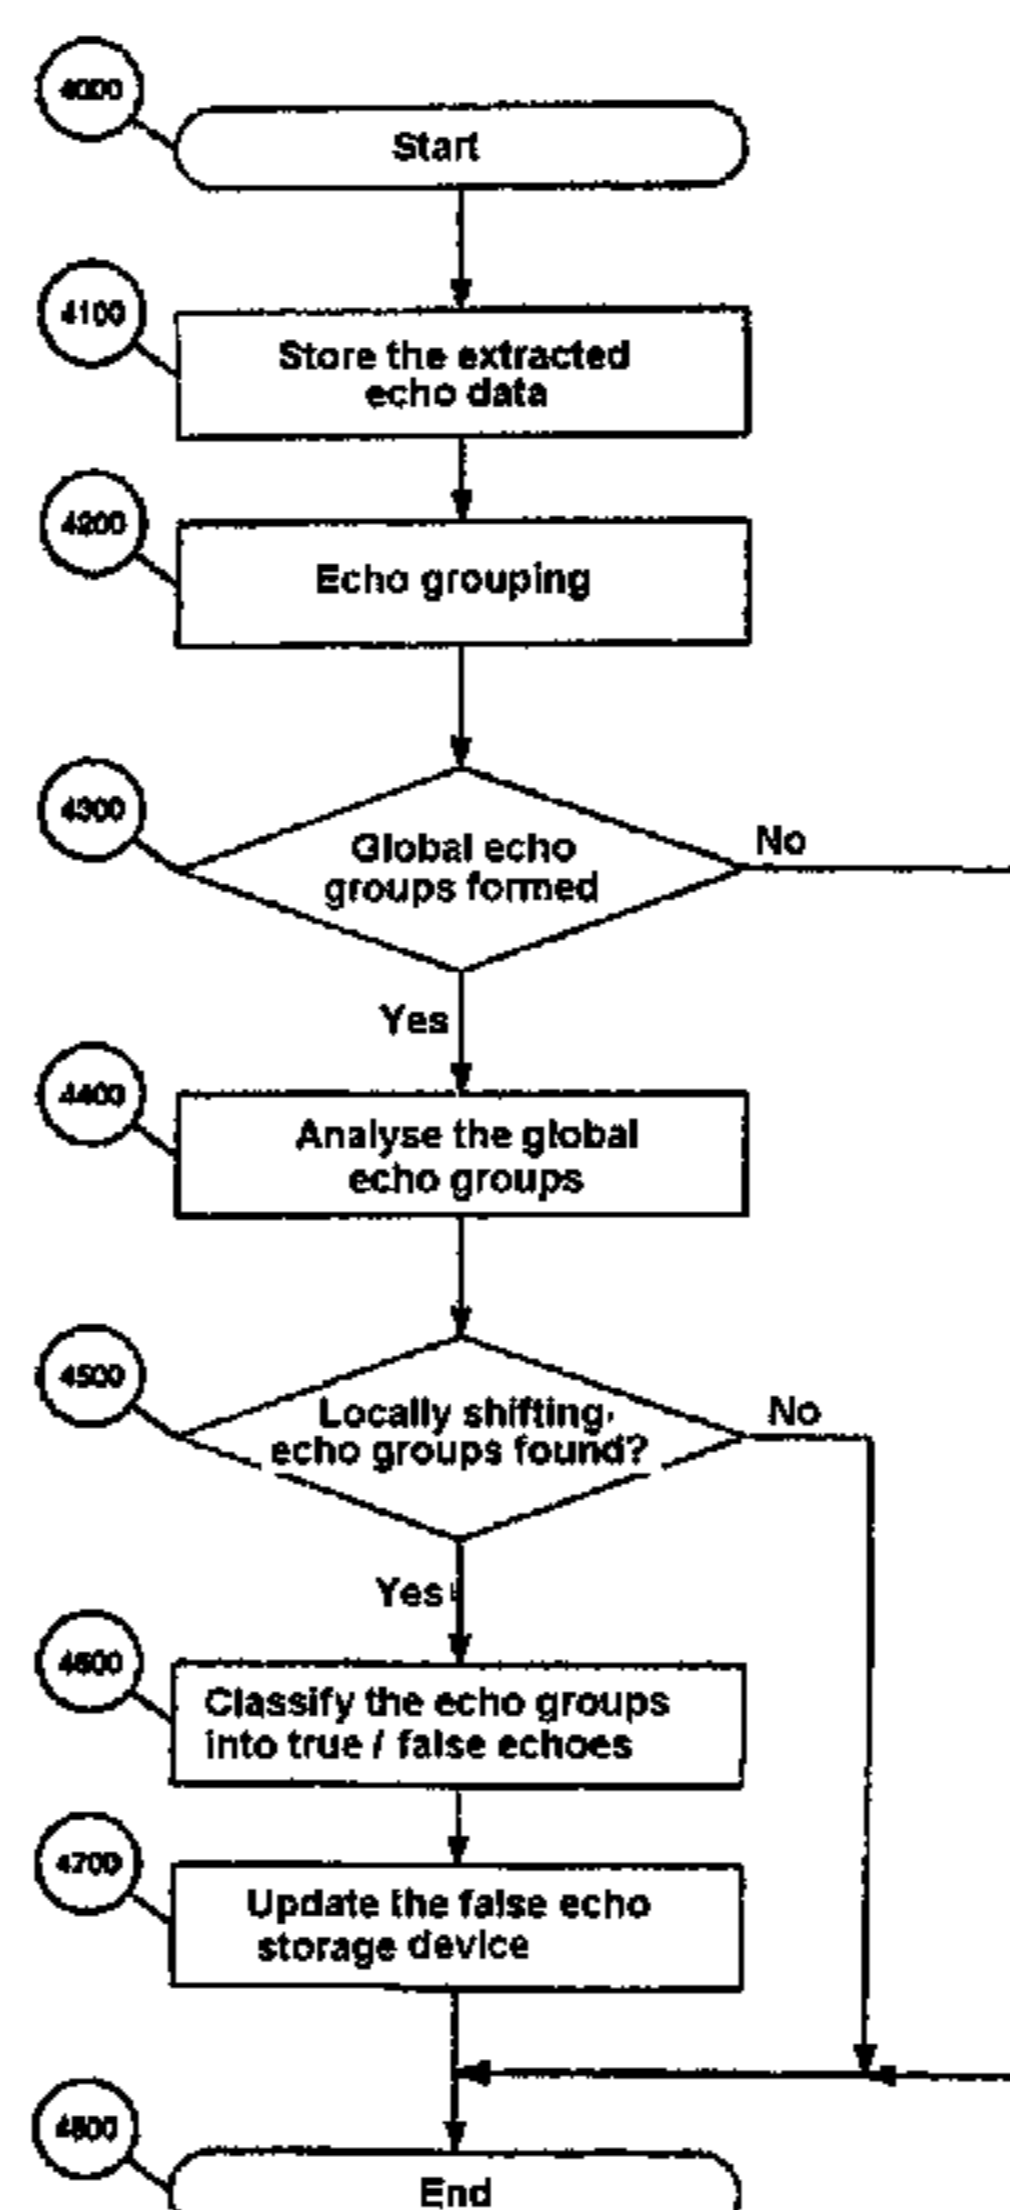 4000
Start
4100
Store the extracted
echo data
4200
Echo grouping
4300
Global echo
groups formed
No
Yes
4400
Analyse the global
echo groups
4500
Locally shifting
echo groups found?
No
Yes
4600
Classify the echo groups
into true / false echoes
4700
Update the false echo
storage device
4800
End